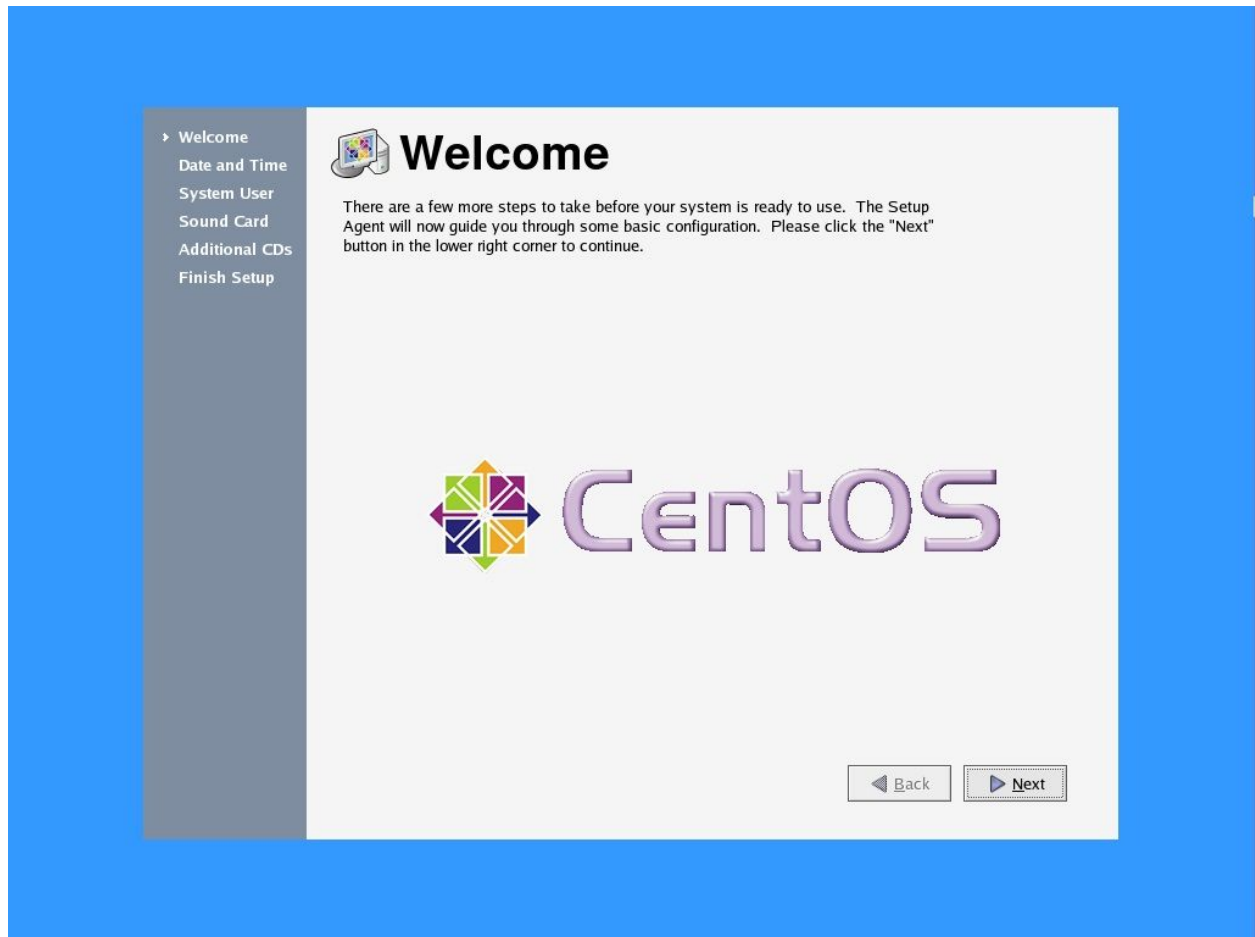 Welcome
Date and Time
System User
Sound Card
Additional CDs
Finish Setup
Welcome
There are a few more steps to take before your system is ready to use.  The Setup
Agent will now guide you through some basic configuration.  Please click the "Next"
button in the lower right corner to continue.
CentOS
Back
Next